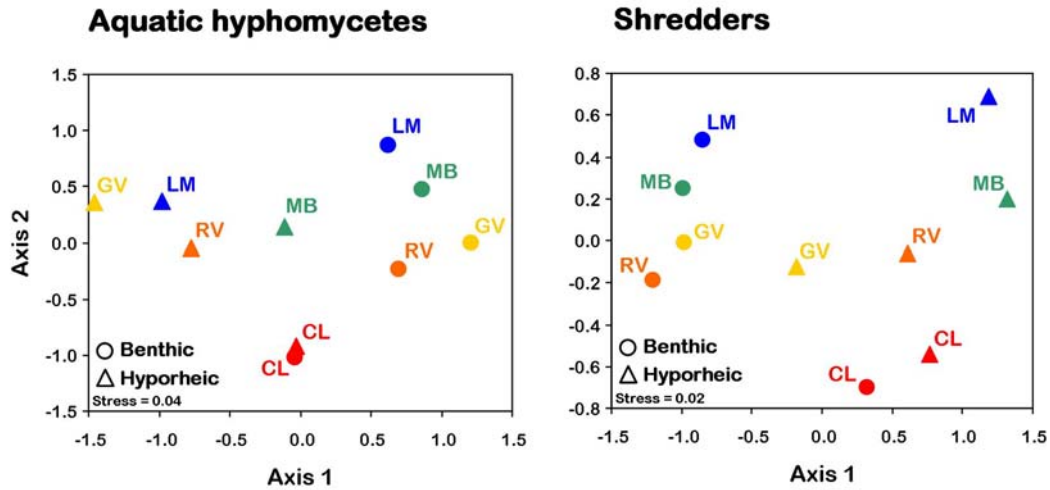 Aquatic hyphomycetes
1.5
1.0
0.5
0.0
-0.5
-1.0
-1.5
Axis 2
LM
MB
GV
LM
MB
GV
RV
RV
CL
CL
Benthic
Hyporheic
Stress = 0.04
-1.5 -1.0 -0.5 0.0 0.5 1.0 1.5
Axis 1
Shredders
0.8
0.6
0.4
0.2
0.0
-0.2
-0.4
-0.6
-0.8
LM
LM
MB
MB
GV
RV
RV
GV
CL
CL
Benthic
Hyporheic
Stress = 0.02
-1.5 -1.0 -0.5 0.0 0.5 1.0 1.5
Axis 1